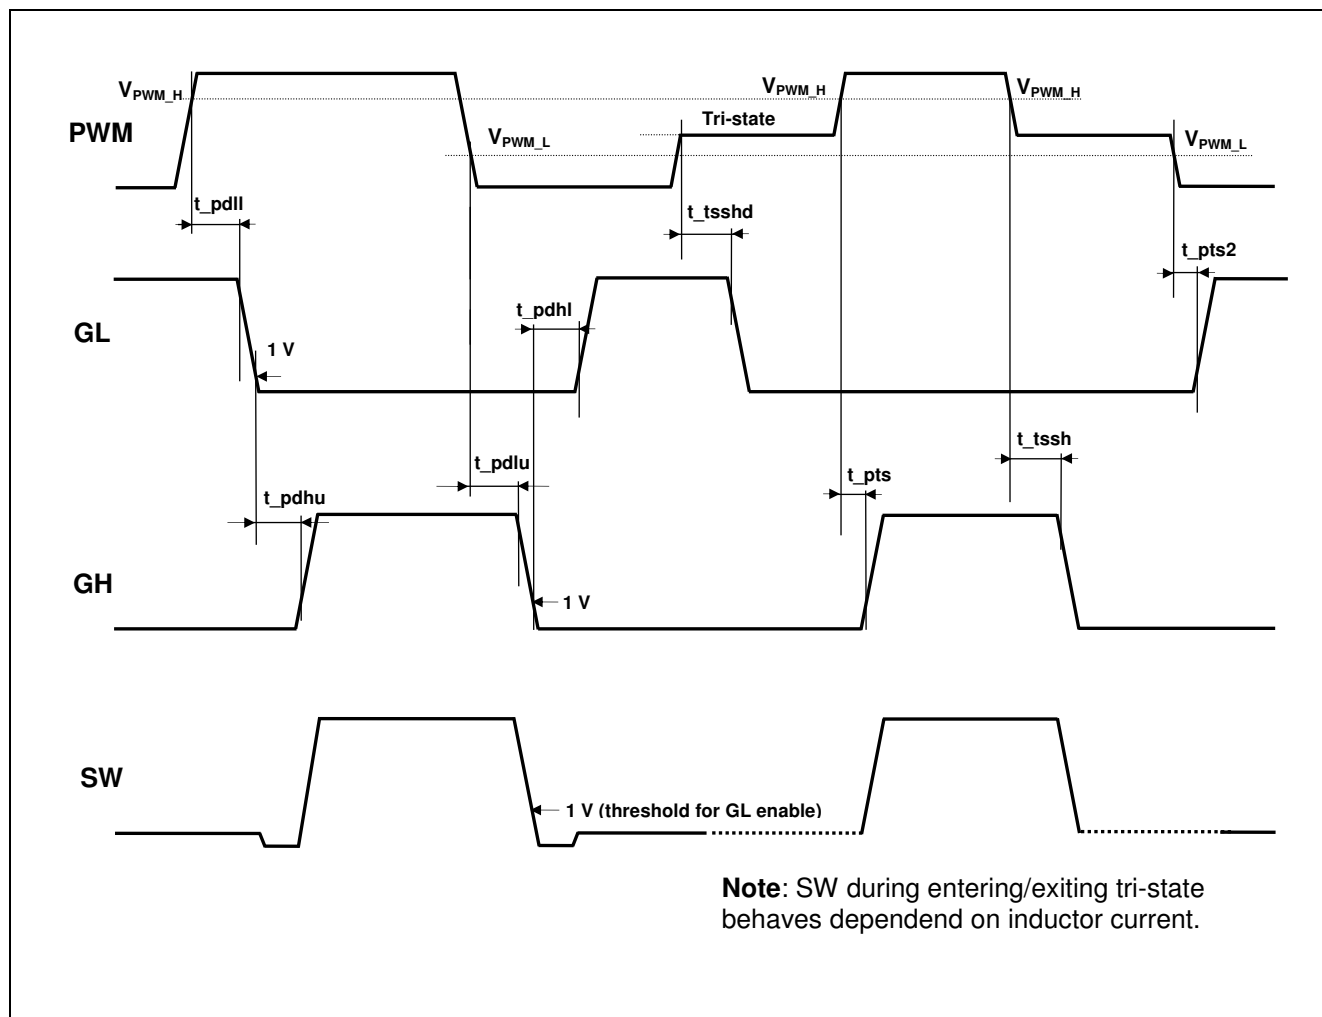 V_PWM_H
V_PWM_H
V_PWM_H
PWM
Tri-state
V_PWM_L
V_PWM_L
t_pdll
t_tsshd
t_pts2
GL
t_pdhl
1 V
t_tssh
t_pdlu
t_pts
t_pdhu
GH
1 V
SW
1 V (threshold for GL enable)
Note: SW during entering/exiting tri-state
behaves dependend on inductor current.